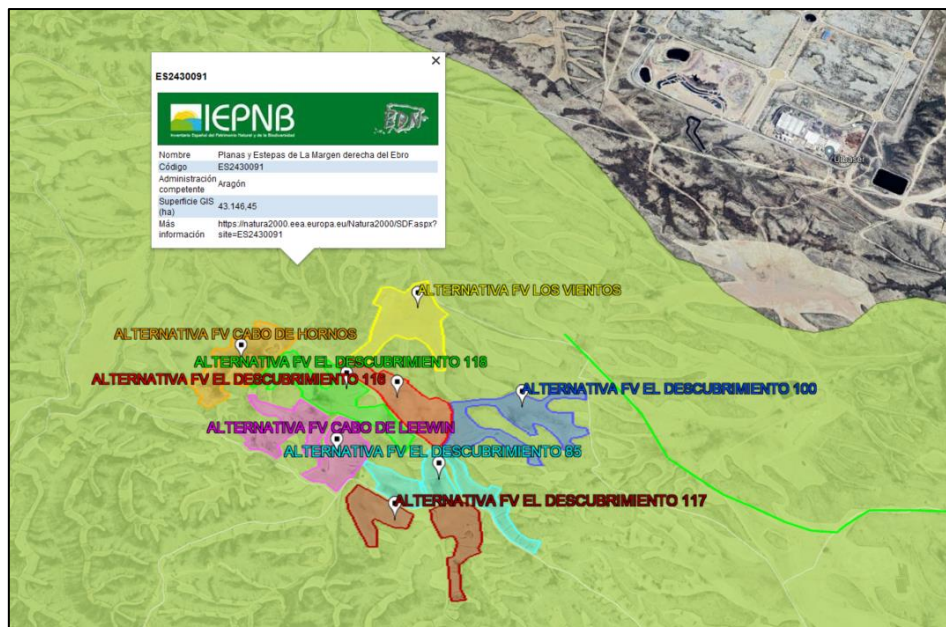 ES2430091
IEPNB
Inventario Español del Patrimonio Natural y de la Biodiversidad
Nombre Planas y Estepas de La Margen derecha del Ebro
Código ES2430091
Administración competente Aragón
Superficie GIS (ha) 43.146,45
Más información https://natura2000.eea.europa.eu/Natura2000/SDF.aspx?site=ES2430091
ALTERNATIVA FV LOS VIENTOS
ALTERNATIVA FV CABO DE HORNOS
ALTERNATIVA FV EL DESCUBRIMIENTO 118
ALTERNATIVA FV EL DESCUBRIMIENTO 116
ALTERNATIVA FV EL DESCUBRIMIENTO 100
ALTERNATIVA FV CABO DE LEEWIN
ALTERNATIVA FV EL DESCUBRIMIENTO 85
ALTERNATIVA FV EL DESCUBRIMIENTO 117